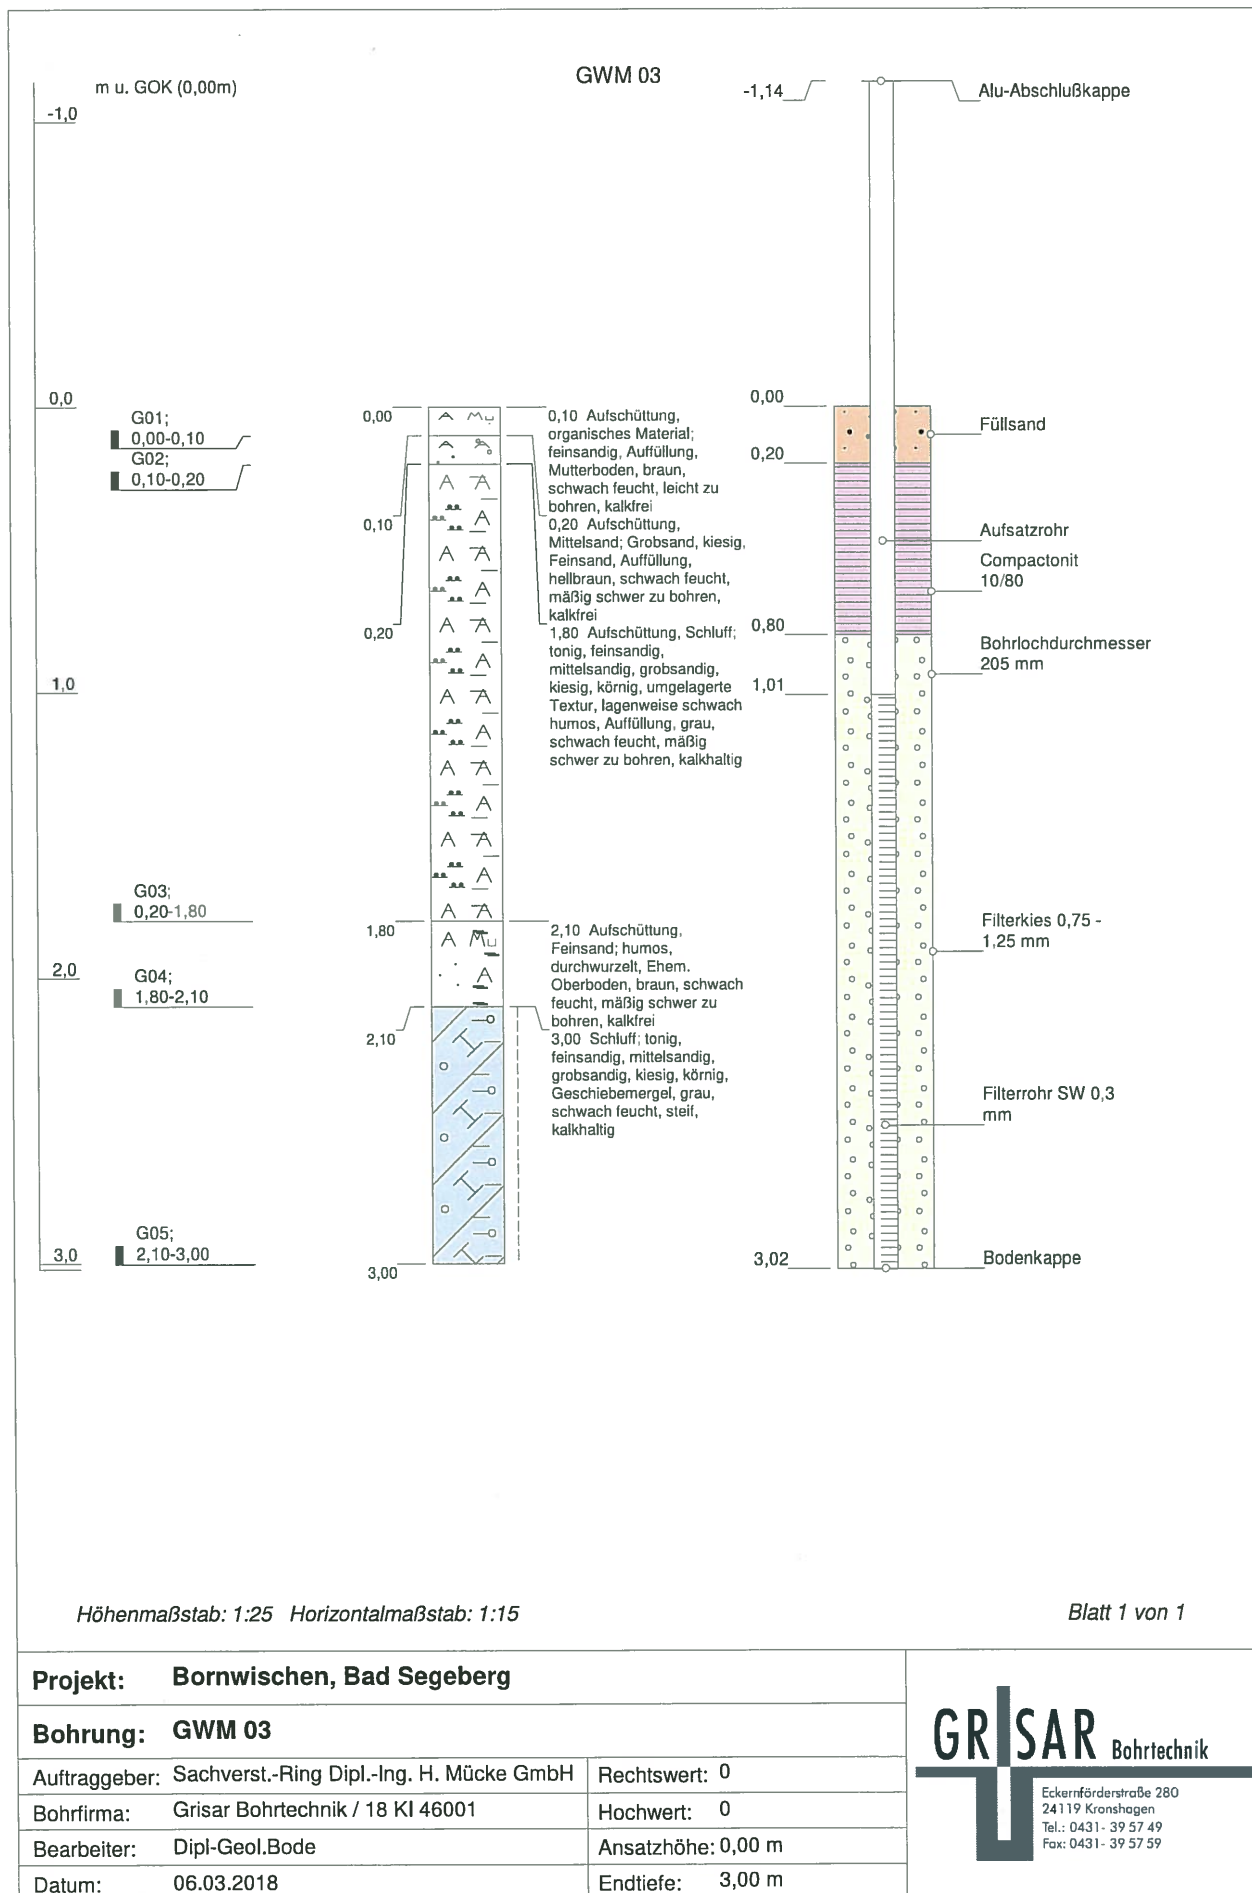 GWM 03
m u. GOK (0,00m)
-1,0
0,0
1,0
2,0
3,0
G01;
0,00-0,10
G02;
0,10-0,20
G03;
0,20-1,80
G04;
1,80-2,10
G05;
2,10-3,00
0,00
0,10
0,20
1,80
2,10
3,00
0,10 Aufschüttung,
organisches Material;
feinsandig, Auffüllung,
Mutterboden, braun,
schwach feucht, leicht zu
bohren, kalkfrei
0,20 Aufschüttung,
Mittelsand; Grobsand, kiesig,
Feinsand, Auffüllung,
hellbraun, schwach feucht,
mäßig schwer zu bohren,
kalkfrei
1,80 Aufschüttung, Schluff;
tonig, feinsandig,
mittelsandig, grobsandig,
kiesig, körnig, umgelagerte
Textur, lagenweise schwach
humos, Auffüllung, grau,
schwach feucht, mäßig
schwer zu bohren, kalkhaltig
2,10 Aufschüttung,
Feinsand; humos,
durchwurzelt, Ehem.
Oberboden, braun, schwach
feucht, mäßig schwer zu
bohren, kalkfrei
3,00 Schluff; tonig,
feinsandig, mittelsandig,
grobsandig, kiesig, körnig,
Geschiebemergel, grau,
schwach feucht, steif,
kalkhaltig
-1,14
0,00
0,20
0,80
1,01
3,02
Alu-Abschlußkappe
Füllsand
Aufsatzrohr
Compactonit
10/80
Bohrlochdurchmesser
205 mm
Filterkies 0,75 -
1,25 mm
Filterrohr SW 0,3
mm
Bodenkappe
Höhenmaßstab: 1:25 Horizontalmaßstab: 1:15
Blatt 1 von 1
Projekt: Bornwischen, Bad Segeberg
Bohrung: GWM 03
Auftraggeber: Sachverst.-Ring Dipl.-Ing. H. Mücke GmbH
Rechtswert: 0
Bohrfirma: Grisar Bohrtechnik / 18 KI 46001
Hochwert: 0
Bearbeiter: Dipl-Geol.Bode
Ansatzhöhe: 0,00 m
Datum: 06.03.2018
Endtiefe: 3,00 m
GRISAR Bohrtechnik
Eckernförderstraße 280
24119 Kronshagen
Tel.: 0431- 39 57 49
Fax: 0431- 39 57 59